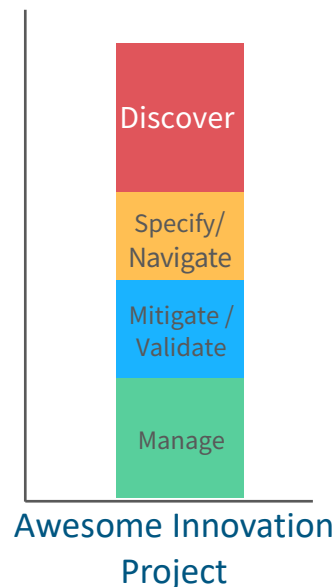 Discover
Specify/
Navigate
Mitigate /
Validate
Manage
Awesome Innovation
Project